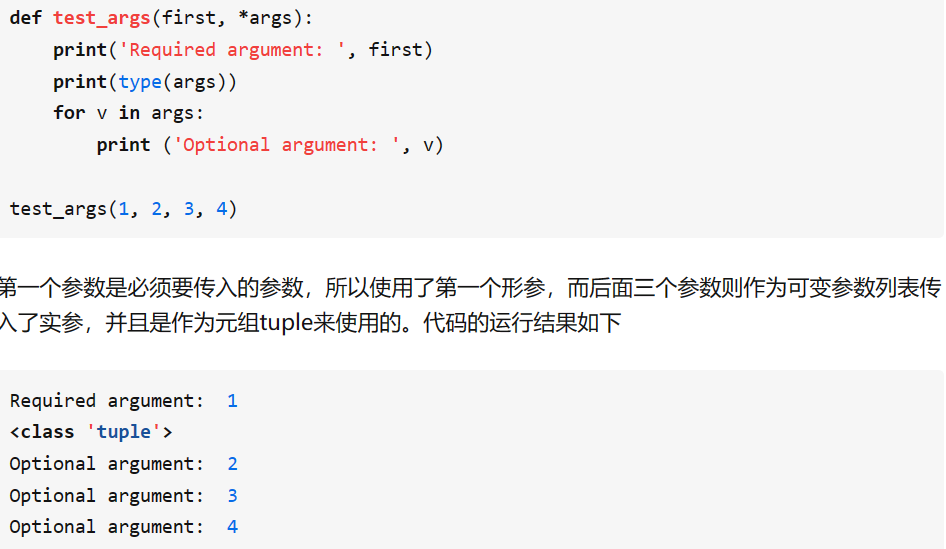 def test_args(first, *args):
    print('Required argument: ', first)
    print(type(args))
    for v in args:
        print ('Optional argument: ', v)
test_args(1, 2, 3, 4)
第一个参数是必须要传入的参数，所以使用了第一个形参，而后面三个参数则作为可变参数列表传
入了实参，并且是作为元组tuple来使用的。代码的运行结果如下
Required argument:  1
<class 'tuple'>
Optional argument:  2
Optional argument:  3
Optional argument:  4